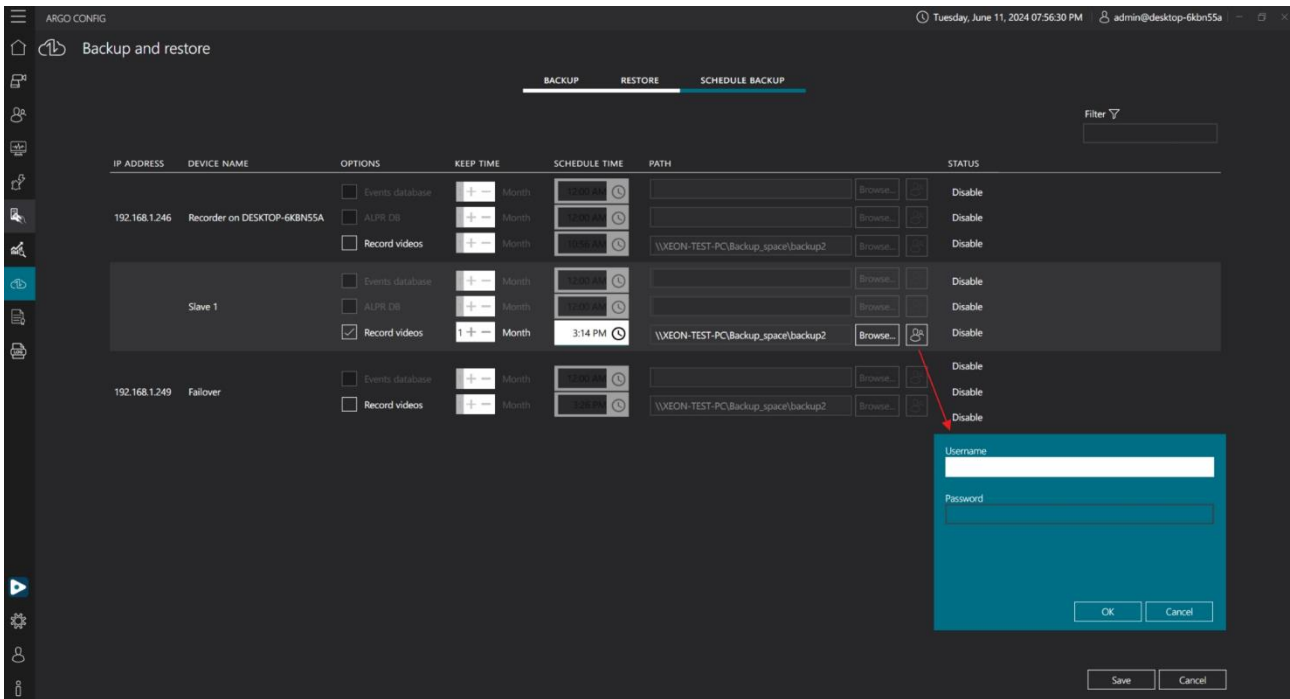 ARGO CONFIG
Tuesday, June 11, 2024 07:56:30 PM
admin@desktop-6kbn55a
Backup and restore
BACKUP RESTORE SCHEDULE BACKUP
Filter
IP ADDRESS DEVICE NAME OPTIONS KEEP TIME SCHEDULE TIME PATH STATUS
Events database + − Month 12:00 AM Browse... Disable
192.168.1.246 Recorder on DESKTOP-6KBN55A ALPR DB + − Month 12:00 AM Browse... Disable
Record videos + − Month 10:56 AM \\XEON-TEST-PC\Backup_space\backup2 Browse... Disable
Events database + − Month 12:00 AM Browse... Disable
Slave 1 ALPR DB + − Month 12:00 AM Browse... Disable
Record videos 1 + − Month 3:14 PM \\XEON-TEST-PC\Backup_space\backup2 Browse... Disable
Disable
Events database + − Month 12:00 AM Browse...
192.168.1.249 Failover Disable
Record videos + − Month PM \\XEON-TEST-PC\Backup_space\backup2 Browse...
Disable
Username
Password
OK Cancel
Save Cancel